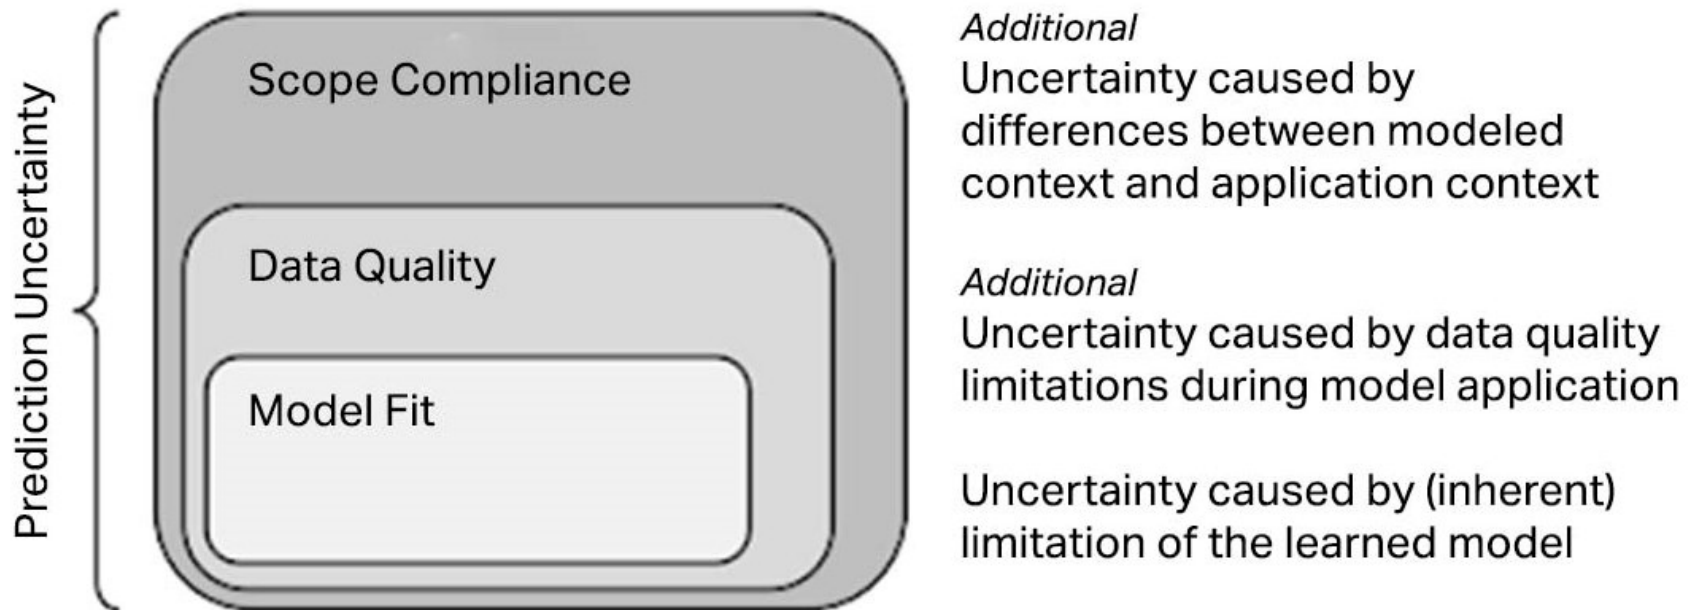 Prediction Uncertainty
Scope Compliance
Additional
Uncertainty caused by
differences between modeled
context and application context
Data Quality
Additional
Uncertainty caused by data quality
limitations during model application
Model Fit
Uncertainty caused by (inherent)
limitation of the learned model